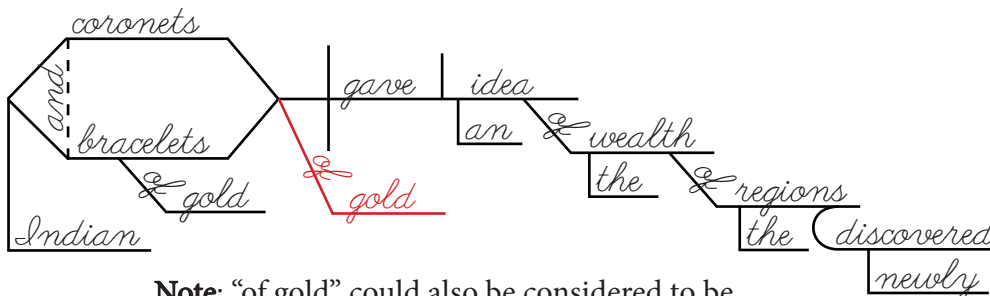 coronets
and
bracelets
of gold
Indian
of
gold
gave
idea
an
of wealth
the
of regions
the
discovered
newly
Note: “of gold” could also be considered to be